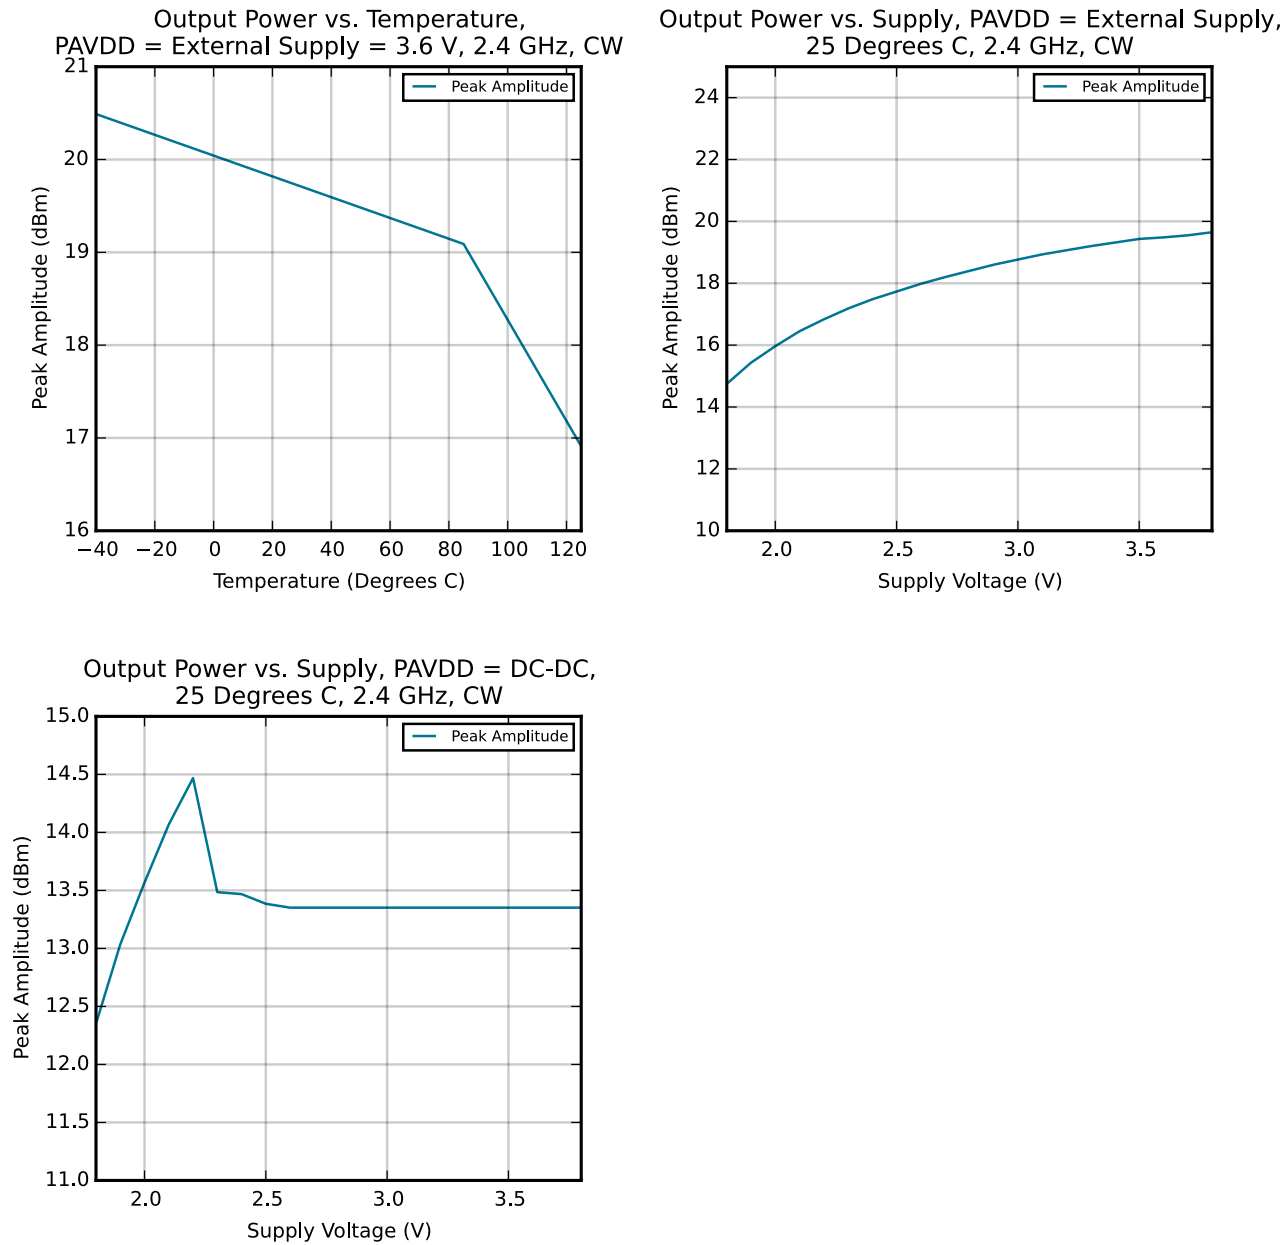 Output Power vs. Temperature,
PAVDD = External Supply = 3.6 V, 2.4 GHz, CW
Peak Amplitude
21
20
19
18
17
16
Peak Amplitude (dBm)
−40 −20 0 20 40 60 80 100 120
Temperature (Degrees C)
Output Power vs. Supply, PAVDD = External Supply,
25 Degrees C, 2.4 GHz, CW
Peak Amplitude
24
22
20
18
16
14
12
10
Peak Amplitude (dBm)
2.0 2.5 3.0 3.5
Supply Voltage (V)
Output Power vs. Supply, PAVDD = DC-DC,
25 Degrees C, 2.4 GHz, CW
Peak Amplitude
15.0
14.5
14.0
13.5
13.0
12.5
12.0
11.5
11.0
Peak Amplitude (dBm)
2.0 2.5 3.0 3.5
Supply Voltage (V)